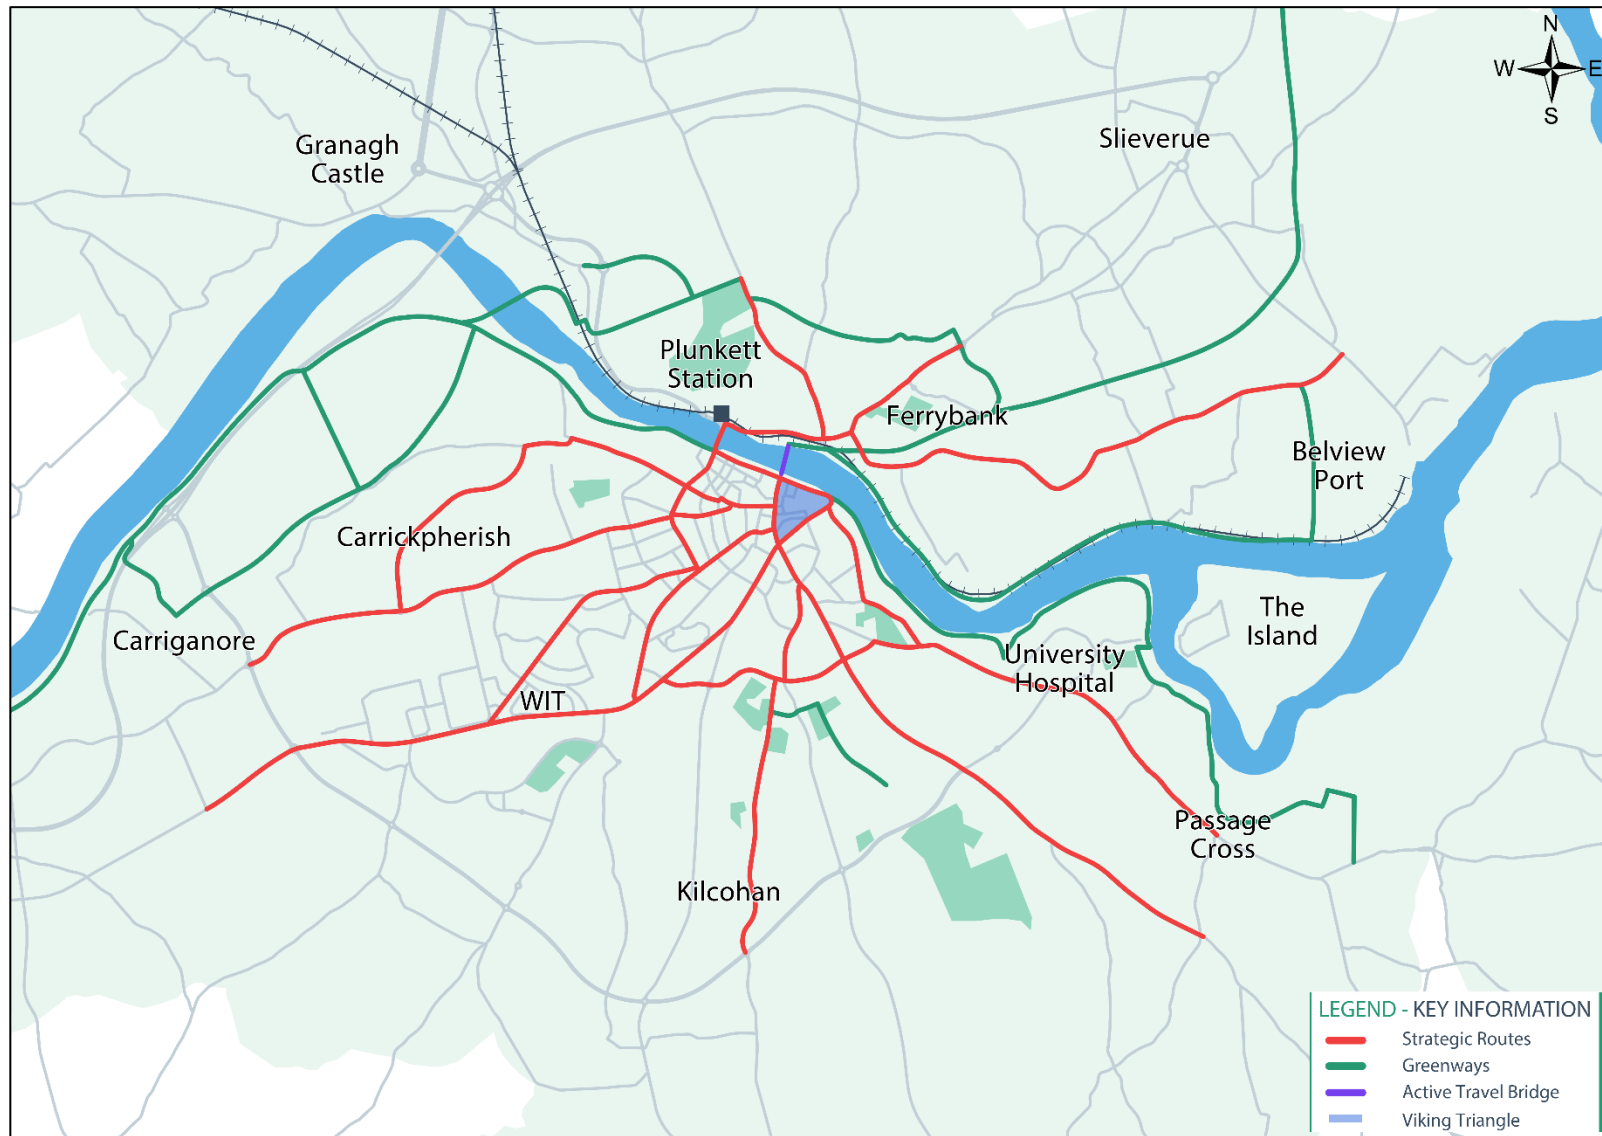 N
W
E
S
Slieverue
Granagh
Castle
Plunkett
Station
Ferrybank
Belview
Port
Carrickpherish
The
Island
Carriganore
University
Hospital
WIT
Passage
Cross
Kilcohan
LEGEND - KEY INFORMATION
Strategic Routes
Greenways
Active Travel Bridge
Viking Triangle